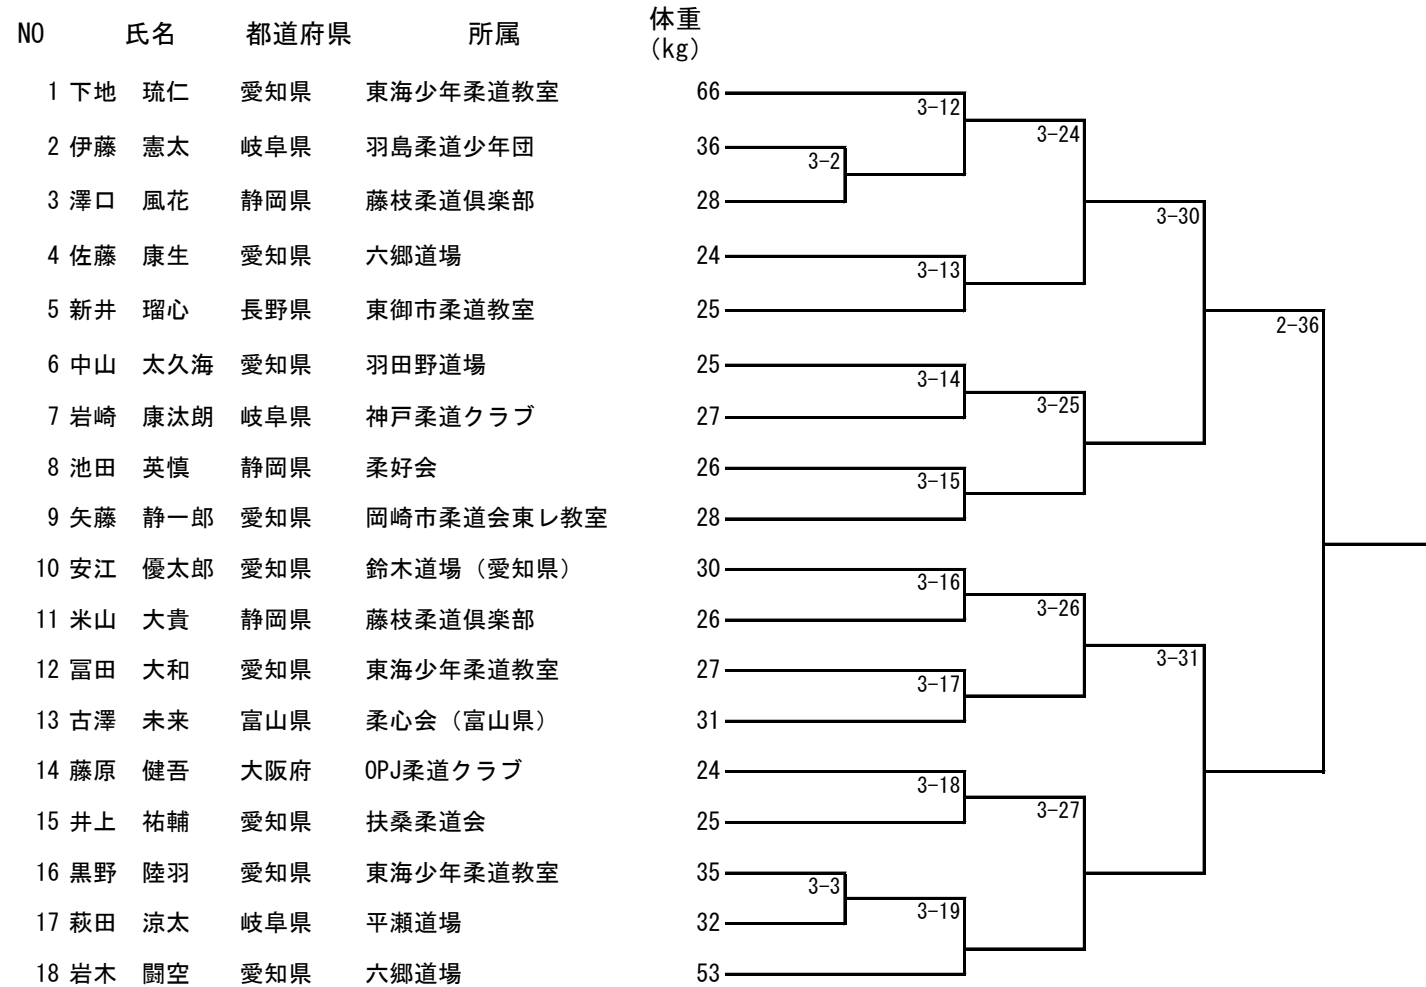 NO 氏名 都道府県 所属 体重(kg)
1 下地 琉仁 愛知県 東海少年柔道教室 66
3-12
3-24
2 伊藤 憲太 岐阜県 羽島柔道少年団 36
3-2
3 澤口 風花 静岡県 藤枝柔道倶楽部 28
3-30
4 佐藤 康生 愛知県 六郷道場 24
3-13
5 新井 瑠心 長野県 東御市柔道教室 25
2-36
6 中山 太久海 愛知県 羽田野道場 25
3-14
3-25
7 岩崎 康汰朗 岐阜県 神戸柔道クラブ 27
8 池田 英慎 静岡県 柔好会 26
3-15
9 矢藤 静一郎 愛知県 岡崎市柔道会東レ教室 28
10 安江 優太郎 愛知県 鈴木道場（愛知県） 30
3-16
3-26
11 米山 大貴 静岡県 藤枝柔道倶楽部 26
3-31
12 冨田 大和 愛知県 東海少年柔道教室 27
3-17
13 古澤 未来 富山県 柔心会（富山県） 31
14 藤原 健吾 大阪府 OPJ柔道クラブ 24
3-18
3-27
15 井上 祐輔 愛知県 扶桑柔道会 25
16 黒野 陸羽 愛知県 東海少年柔道教室 35
3-3
3-19
17 萩田 涼太 岐阜県 平瀬道場 32
18 岩木 闘空 愛知県 六郷道場 53